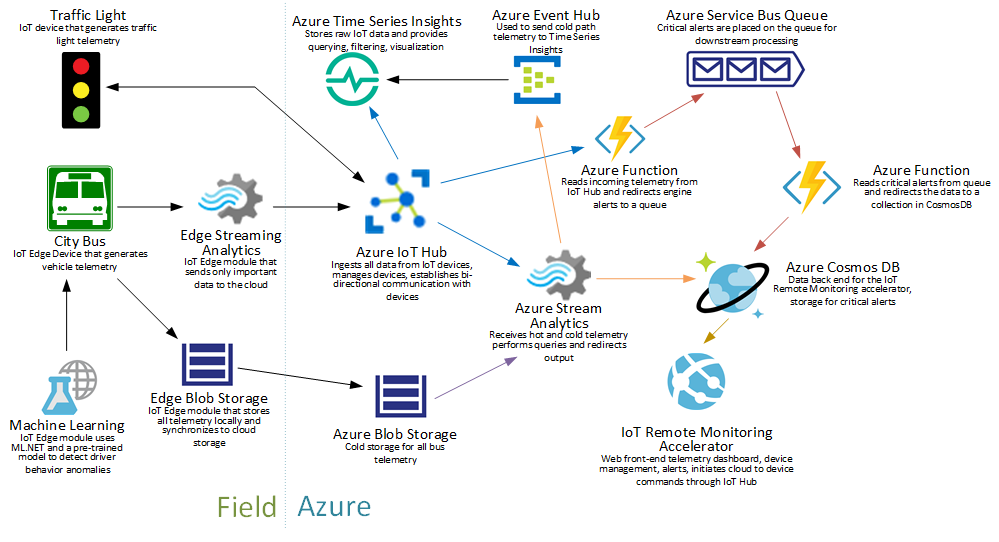 Traffic Light
IoT device that generates traffic
light telemetry
Azure Time Series Insights
Stores raw IoT data and provides
querying, filtering, visualization
Azure Event Hub
Used to send cold path
telemetry to Time Series
Insights
Azure Service Bus Queue
Critical alerts are placed on the queue for
downstream processing
Azure Function
Reads incoming telemetry from
IoT Hub and redirects engine
alerts to a queue
Azure Function
Reads critical alerts from queue
and redirects the data to a
collection in CosmosDB
City Bus
IoT Edge Device that generates
vehicle telemetry
Edge Streaming
Analytics
IoT Edge module that
sends only important
data to the cloud
Azure IoT Hub
Ingests all data from IoT devices,
manages devices, establishes bi-
directional communication with
devices
Azure Stream
Analytics
Receives hot and cold telemetry
performs queries and redirects
output
Azure Cosmos DB
Data back end for the IoT
Remote Monitoring accelerator,
storage for critical alerts
Machine Learning
IoT Edge module uses
ML.NET and a pre-trained
model to detect driver
behavior anomalies
Edge Blob Storage
IoT Edge module that stores
all telemetry locally and
synchronizes to cloud
storage
Azure Blob Storage
Cold storage for all bus
telemetry
IoT Remote Monitoring
Accelerator
Web front-end telemetry dashboard, device
management, alerts, initiates cloud to device
commands through IoT Hub
Field
Azure